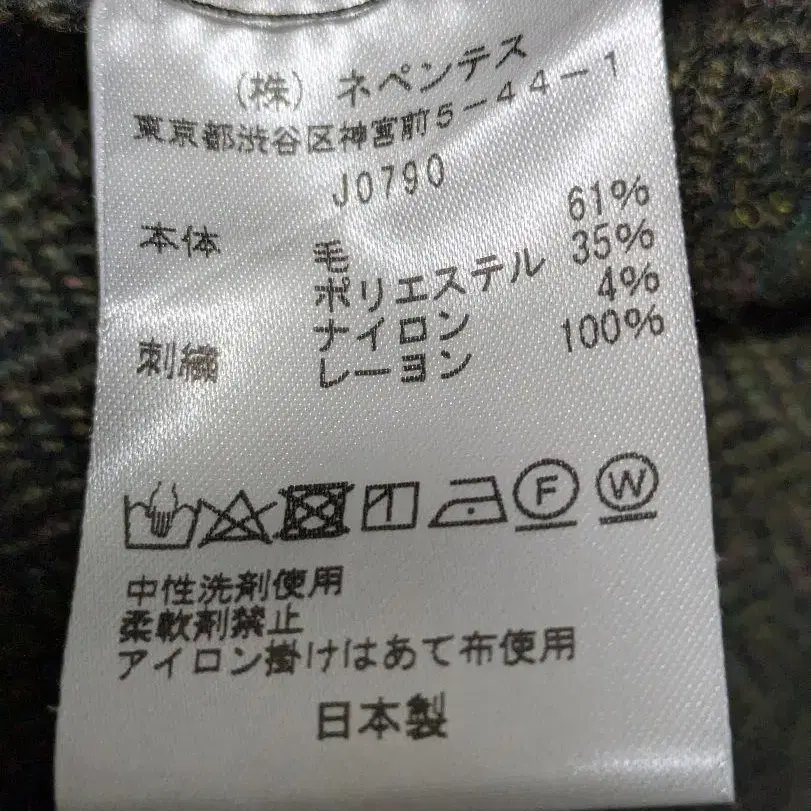 (株) ネペンテス
東京都渋谷区神宮前5-44-1
J0790
本体 毛 61%
ポリエステル 35%
ナイロン 4%
刺繍 レーヨン 100%
F W
中性洗剤使用
柔軟剤禁止
アイロン掛けはあて布使用
日本製